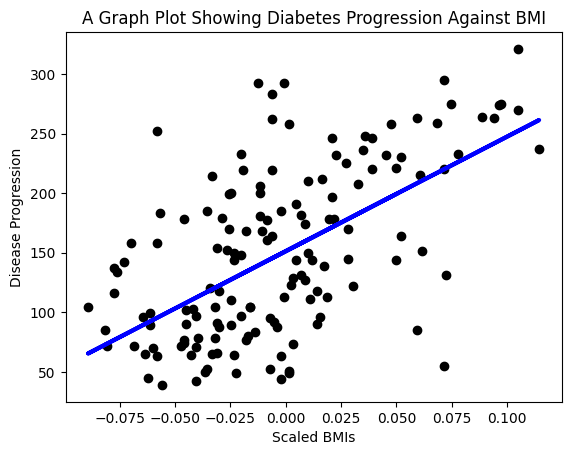 A Graph Plot Showing Diabetes Progression Against BMI
Disease Progression
300
250
200
150
100
50
−0.075 −0.050 −0.025 0.000 0.025 0.050 0.075 0.100
Scaled BMIs